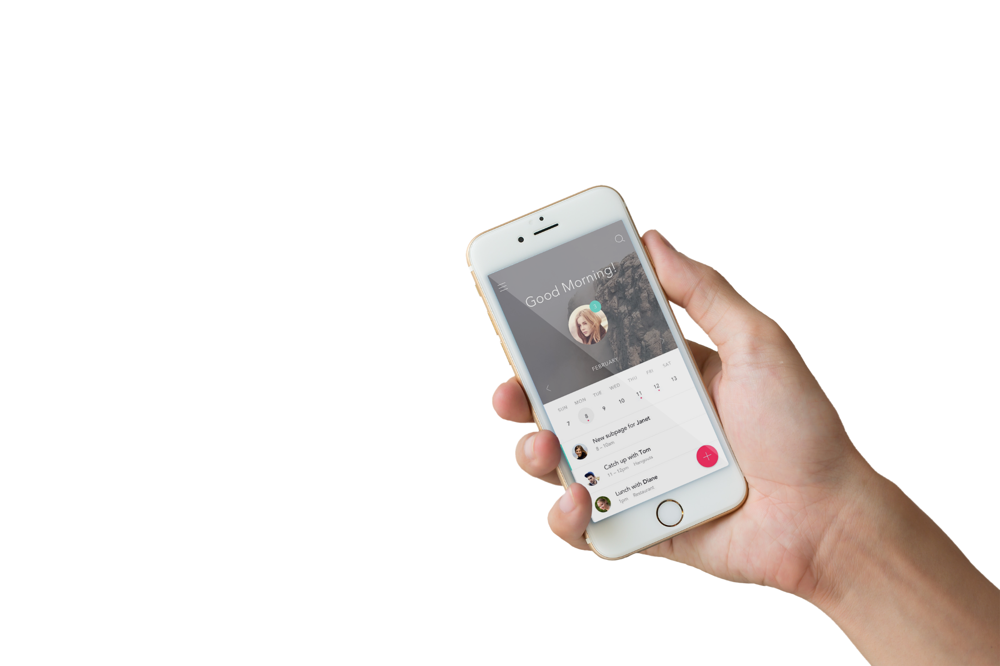 Good Morning!
3
FEBRUARY
SUN MON TUE WED THU FRI SAT
7 8 9 10 11 12 13
New subpage for Janet
8 – 10am
Catch up with Tom
11 – 12pm Hangouts
Lunch with Diane
1pm Restaurant